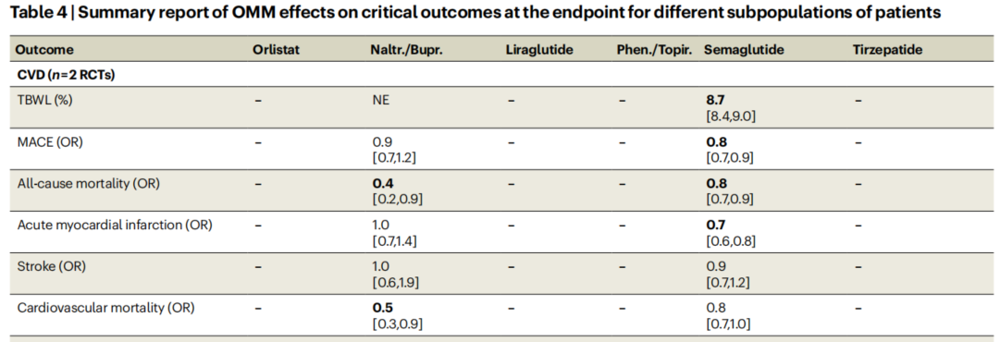 Table 4 | Summary report of OMM effects on critical outcomes at the endpoint for different subpopulations of patients
Outcome Orlistat Naltr./Bupr. Liraglutide Phen./Topir. Semaglutide Tirzepatide
CVD (n=2 RCTs)
TBWL (%) – NE – – 8.7 –
[8.4,9.0]
MACE (OR) – 0.9 – – 0.8 –
[0.7,1.2] [0.7,0.9]
All-cause mortality (OR) – 0.4 – – 0.8 –
[0.2,0.9] [0.7,0.9]
Acute myocardial infarction (OR) – 1.0 – – 0.7 –
[0.7,1.4] [0.6,0.8]
Stroke (OR) – 1.0 – – 0.9 –
[0.6,1.9] [0.7,1.2]
Cardiovascular mortality (OR) – 0.5 – – 0.8 –
[0.3,0.9] [0.7,1.0]